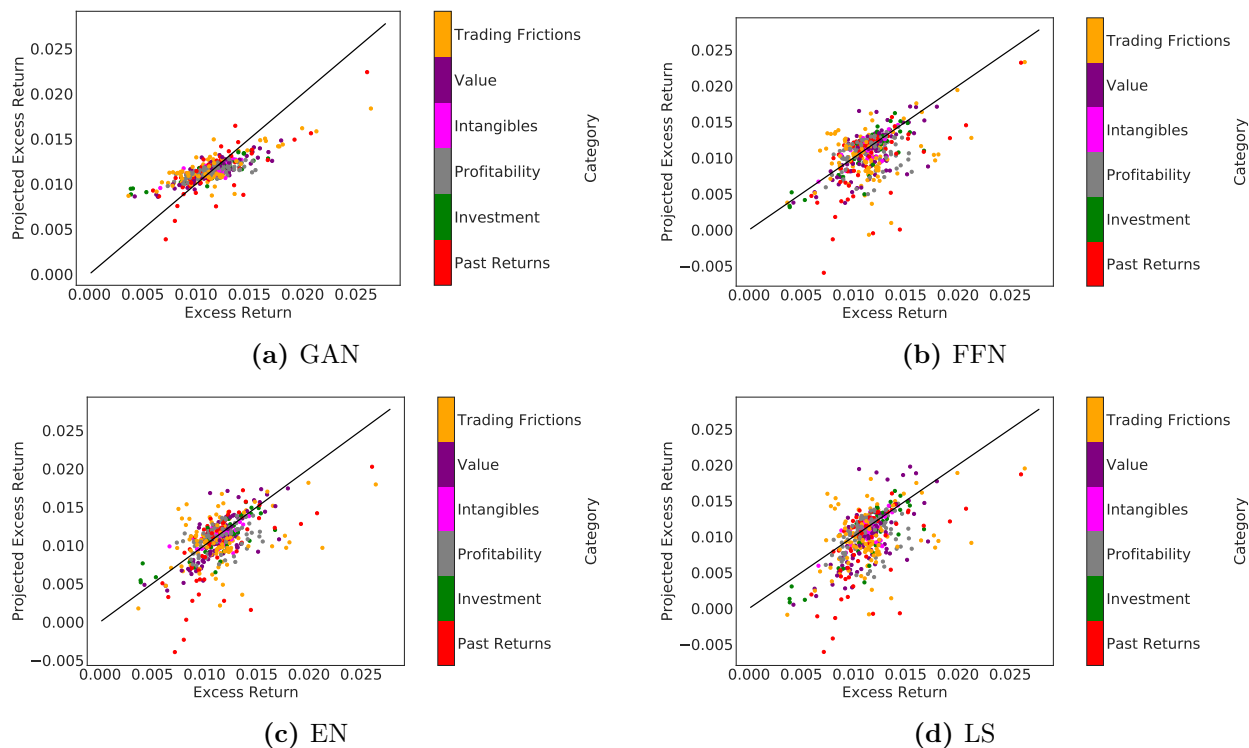 Projected Excess Return
0.025
0.020
0.015
0.010
0.005
0.000
0.000 0.005 0.010 0.015 0.020 0.025
Excess Return
Trading Frictions
Value
Intangibles
Profitability
Investment
Past Returns
Category
(a) GAN
Projected Excess Return
0.025
0.020
0.015
0.010
0.005
0.000
−0.005
0.000 0.005 0.010 0.015 0.020 0.025
Excess Return
Trading Frictions
Value
Intangibles
Profitability
Investment
Past Returns
Category
(b) FFN
Projected Excess Return
0.025
0.020
0.015
0.010
0.005
0.000
−0.005
0.000 0.005 0.010 0.015 0.020 0.025
Excess Return
Trading Frictions
Value
Intangibles
Profitability
Investment
Past Returns
Category
(c) EN
Projected Excess Return
0.025
0.020
0.015
0.010
0.005
0.000
−0.005
0.000 0.005 0.010 0.015 0.020 0.025
Excess Return
Trading Frictions
Value
Intangibles
Profitability
Investment
Past Returns
Category
(d) LS